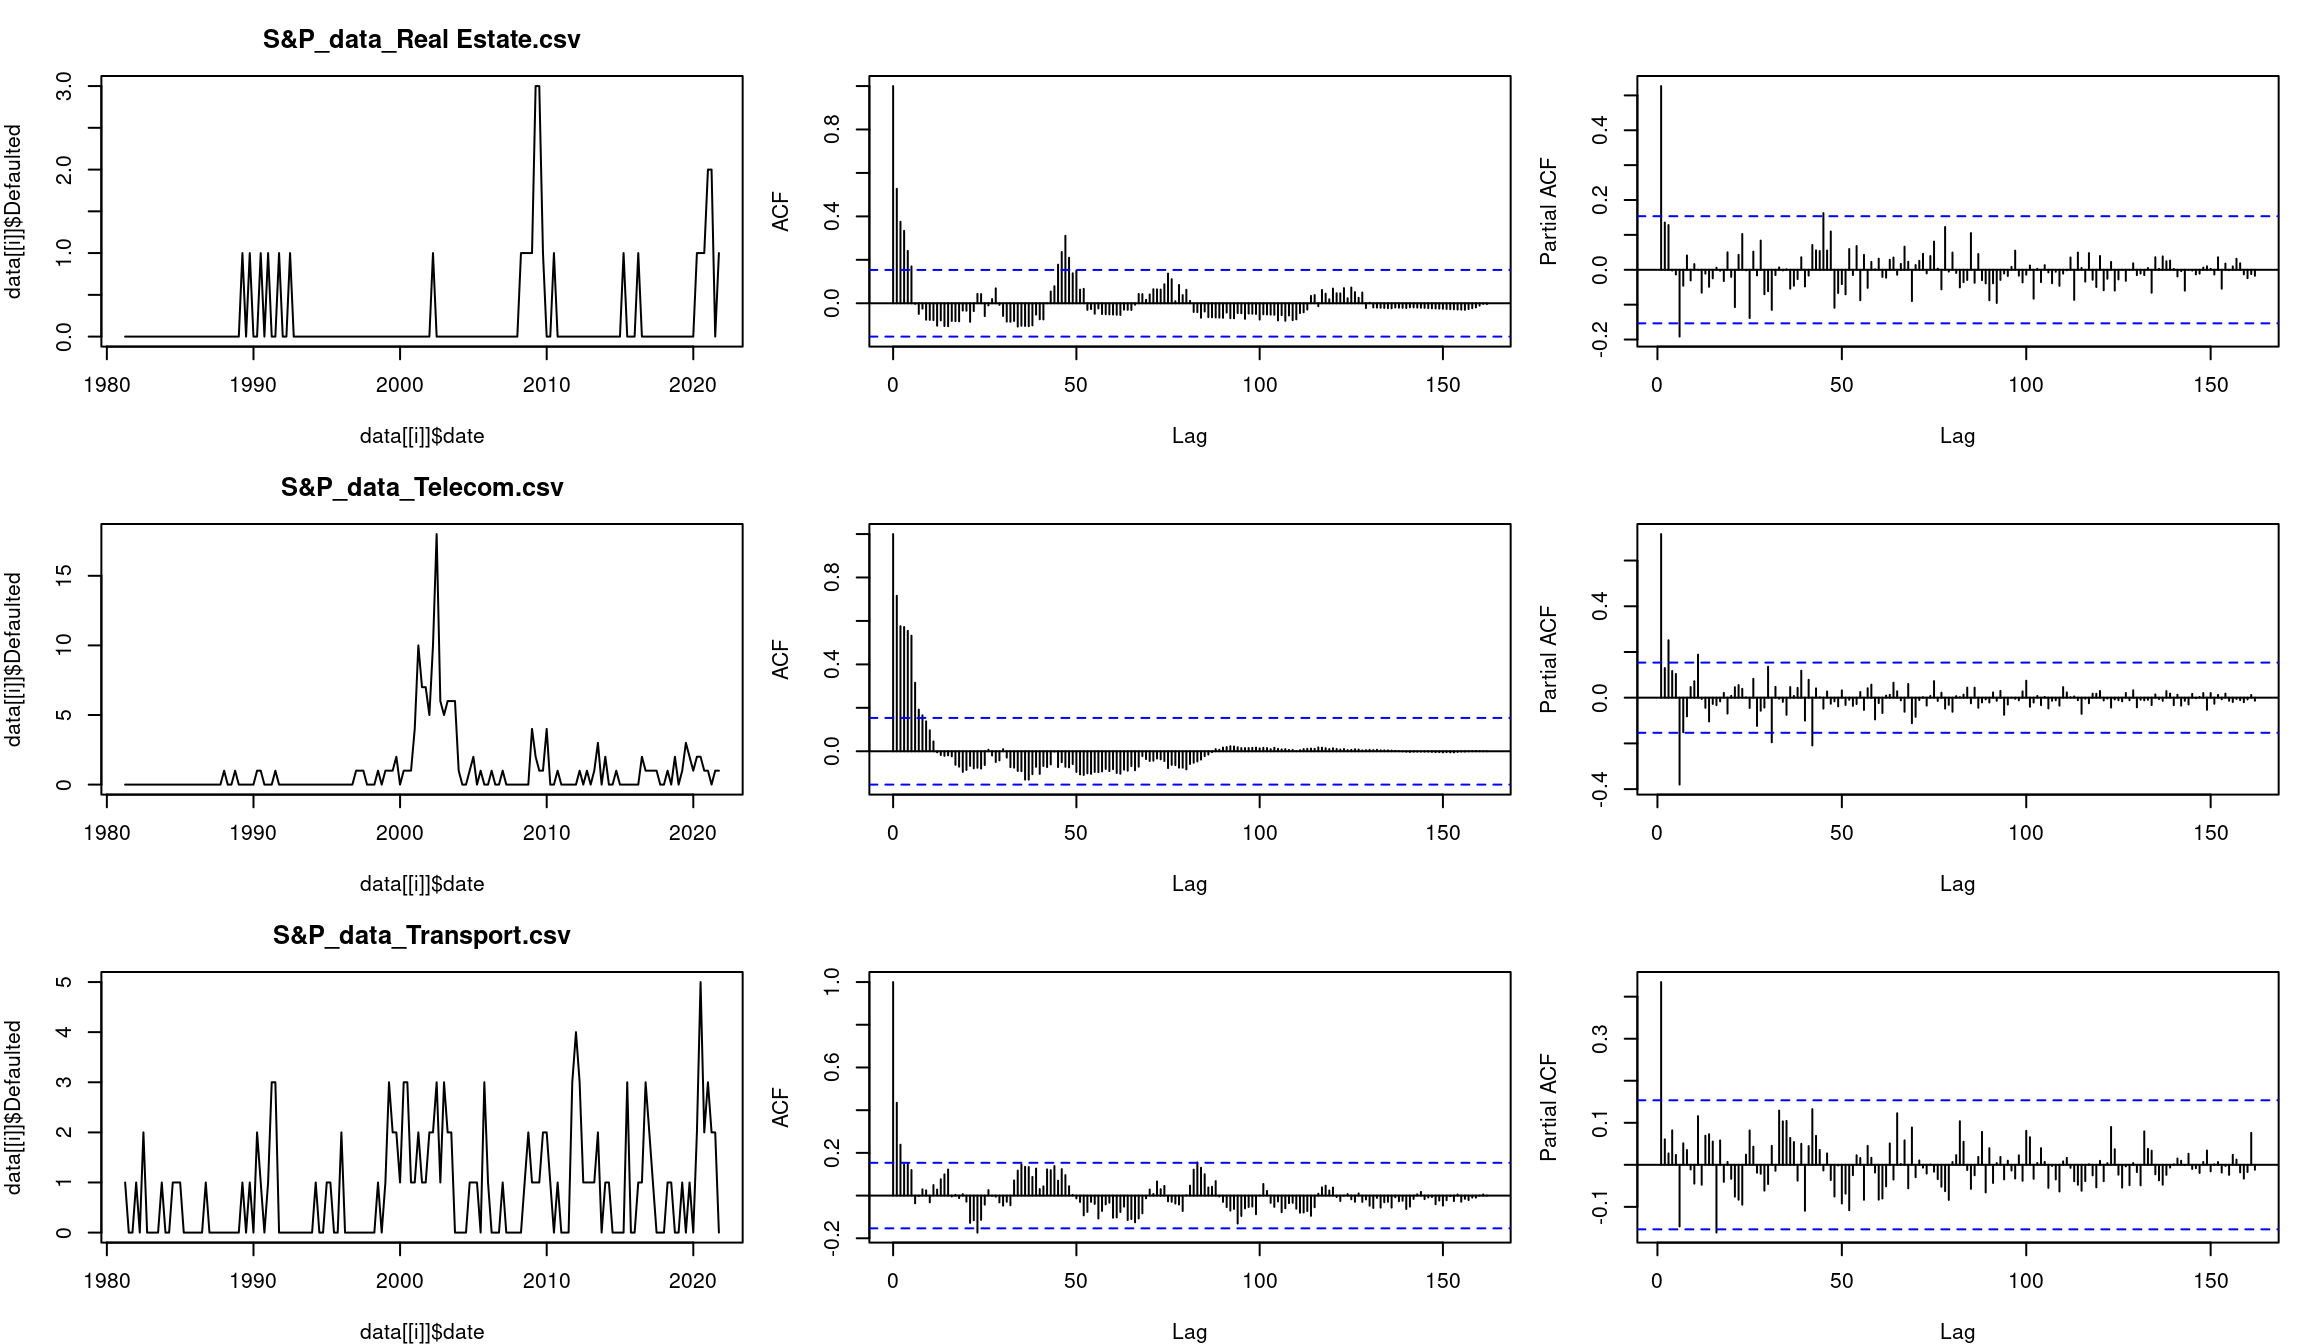 S&P_data_Real Estate.csv
data[[i]]$Defaulted
0.0 1.0 2.0 3.0
1980 1990 2000 2010 2020
data[[i]]$date
ACF
0.0 0.4 0.8
0 50 100 150
Lag
Partial ACF
-0.2 0.0 0.2 0.4
0 50 100 150
Lag
S&P_data_Telecom.csv
data[[i]]$Defaulted
0 5 10 15
1980 1990 2000 2010 2020
data[[i]]$date
ACF
0.0 0.4 0.8
0 50 100 150
Lag
Partial ACF
-0.4 0.0 0.4
0 50 100 150
Lag
S&P_data_Transport.csv
data[[i]]$Defaulted
0 1 2 3 4 5
1980 1990 2000 2010 2020
data[[i]]$date
ACF
-0.2 0.2 0.6 1.0
0 50 100 150
Lag
Partial ACF
-0.1 0.1 0.3
0 50 100 150
Lag